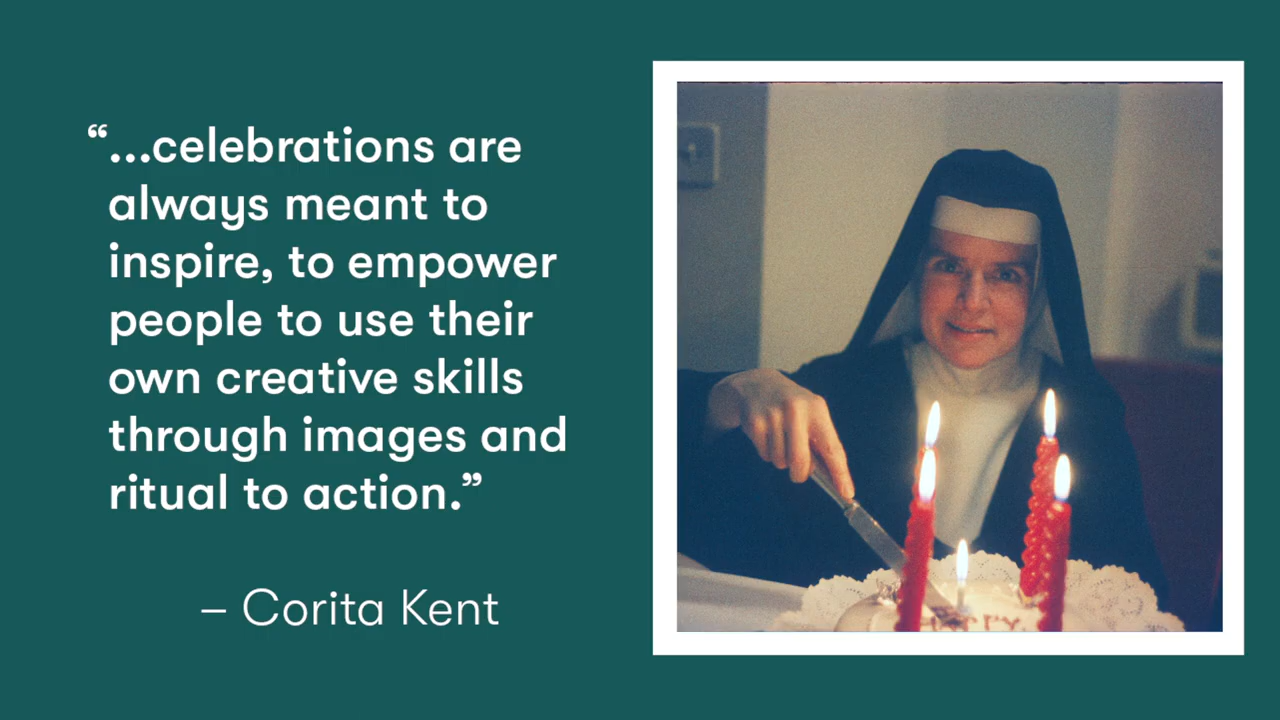 “...celebrations are
always meant to
inspire, to empower
people to use their
own creative skills
through images and
ritual to action.”
– Corita Kent
HAPPY